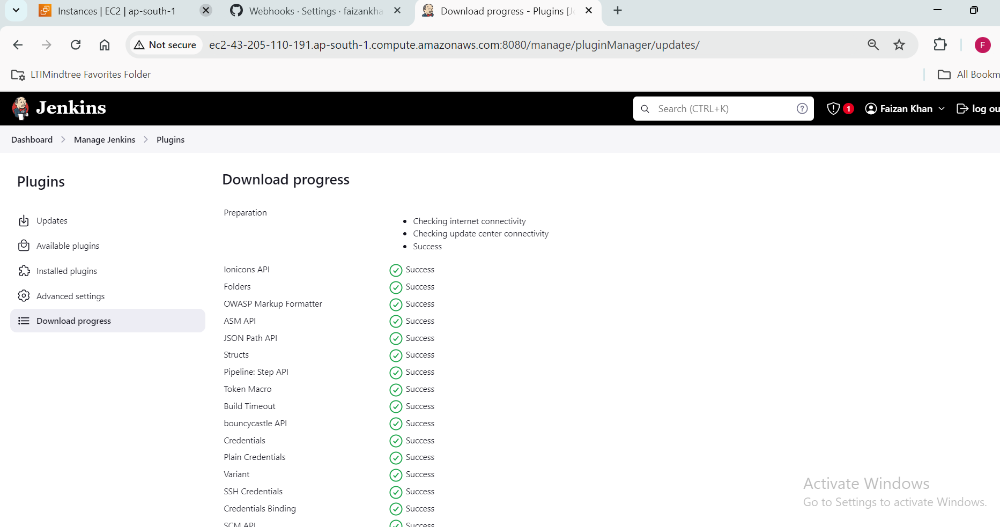 Instances | EC2 | ap-south-1
Webhooks · Settings · faizankha
Download progress - Plugins [Je
Not secure
ec2-43-205-110-191.ap-south-1.compute.amazonaws.com:8080/manage/pluginManager/updates/
F
LTIMindtree Favorites Folder
All Bookm
Jenkins
Search (CTRL+K)
1
Faizan Khan
log ou
Dashboard
Manage Jenkins
Plugins
Plugins
Updates
Available plugins
Installed plugins
Advanced settings
Download progress
Download progress
Preparation
Checking internet connectivity
Checking update center connectivity
Success
Ionicons API Success
Folders Success
OWASP Markup Formatter Success
ASM API Success
JSON Path API Success
Structs Success
Pipeline: Step API Success
Token Macro Success
Build Timeout Success
bouncycastle API Success
Credentials Success
Plain Credentials Success
Variant Success
SSH Credentials Success
Credentials Binding Success
SCM API Success
Activate Windows
Go to Settings to activate Windows.